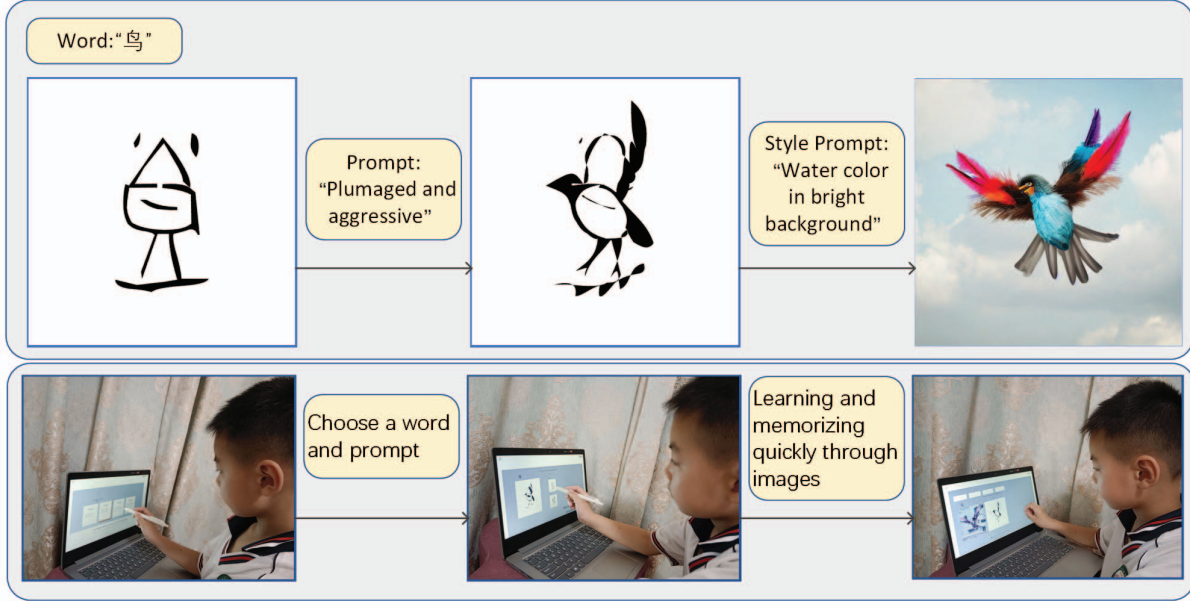 Word:“鸟”
Prompt:
“Plumaged and
aggressive”
Style Prompt:
“Water color
in bright
background”
Choose a word
and prompt
Learning and
memorizing
quickly through
images